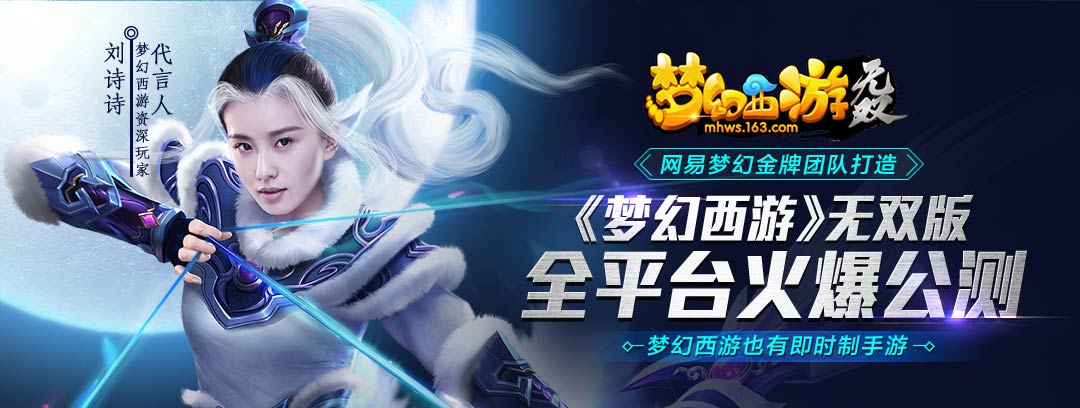 代言人
梦幻西游资深玩家
刘诗诗
梦幻西游无双
mhws.163.com
网易梦幻金牌团队打造
《梦幻西游》无双版
全平台火爆公测
梦幻西游也有即时制手游